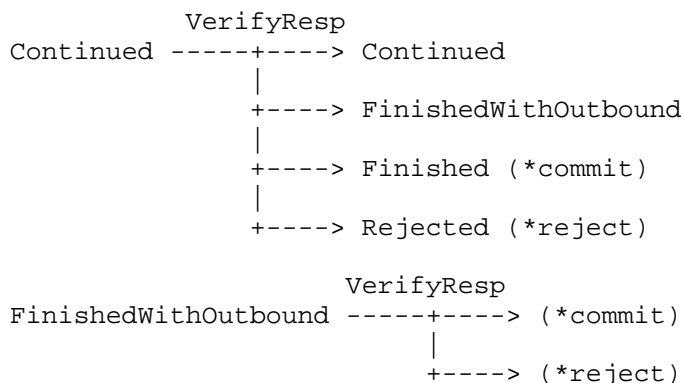 VerifyResp
Continued -----+----> Continued
|
+----> FinishedWithOutbound
|
+----> Finished (*commit)
|
+----> Rejected (*reject)
VerifyResp
FinishedWithOutbound -----+----> (*commit)
|
+----> (*reject)